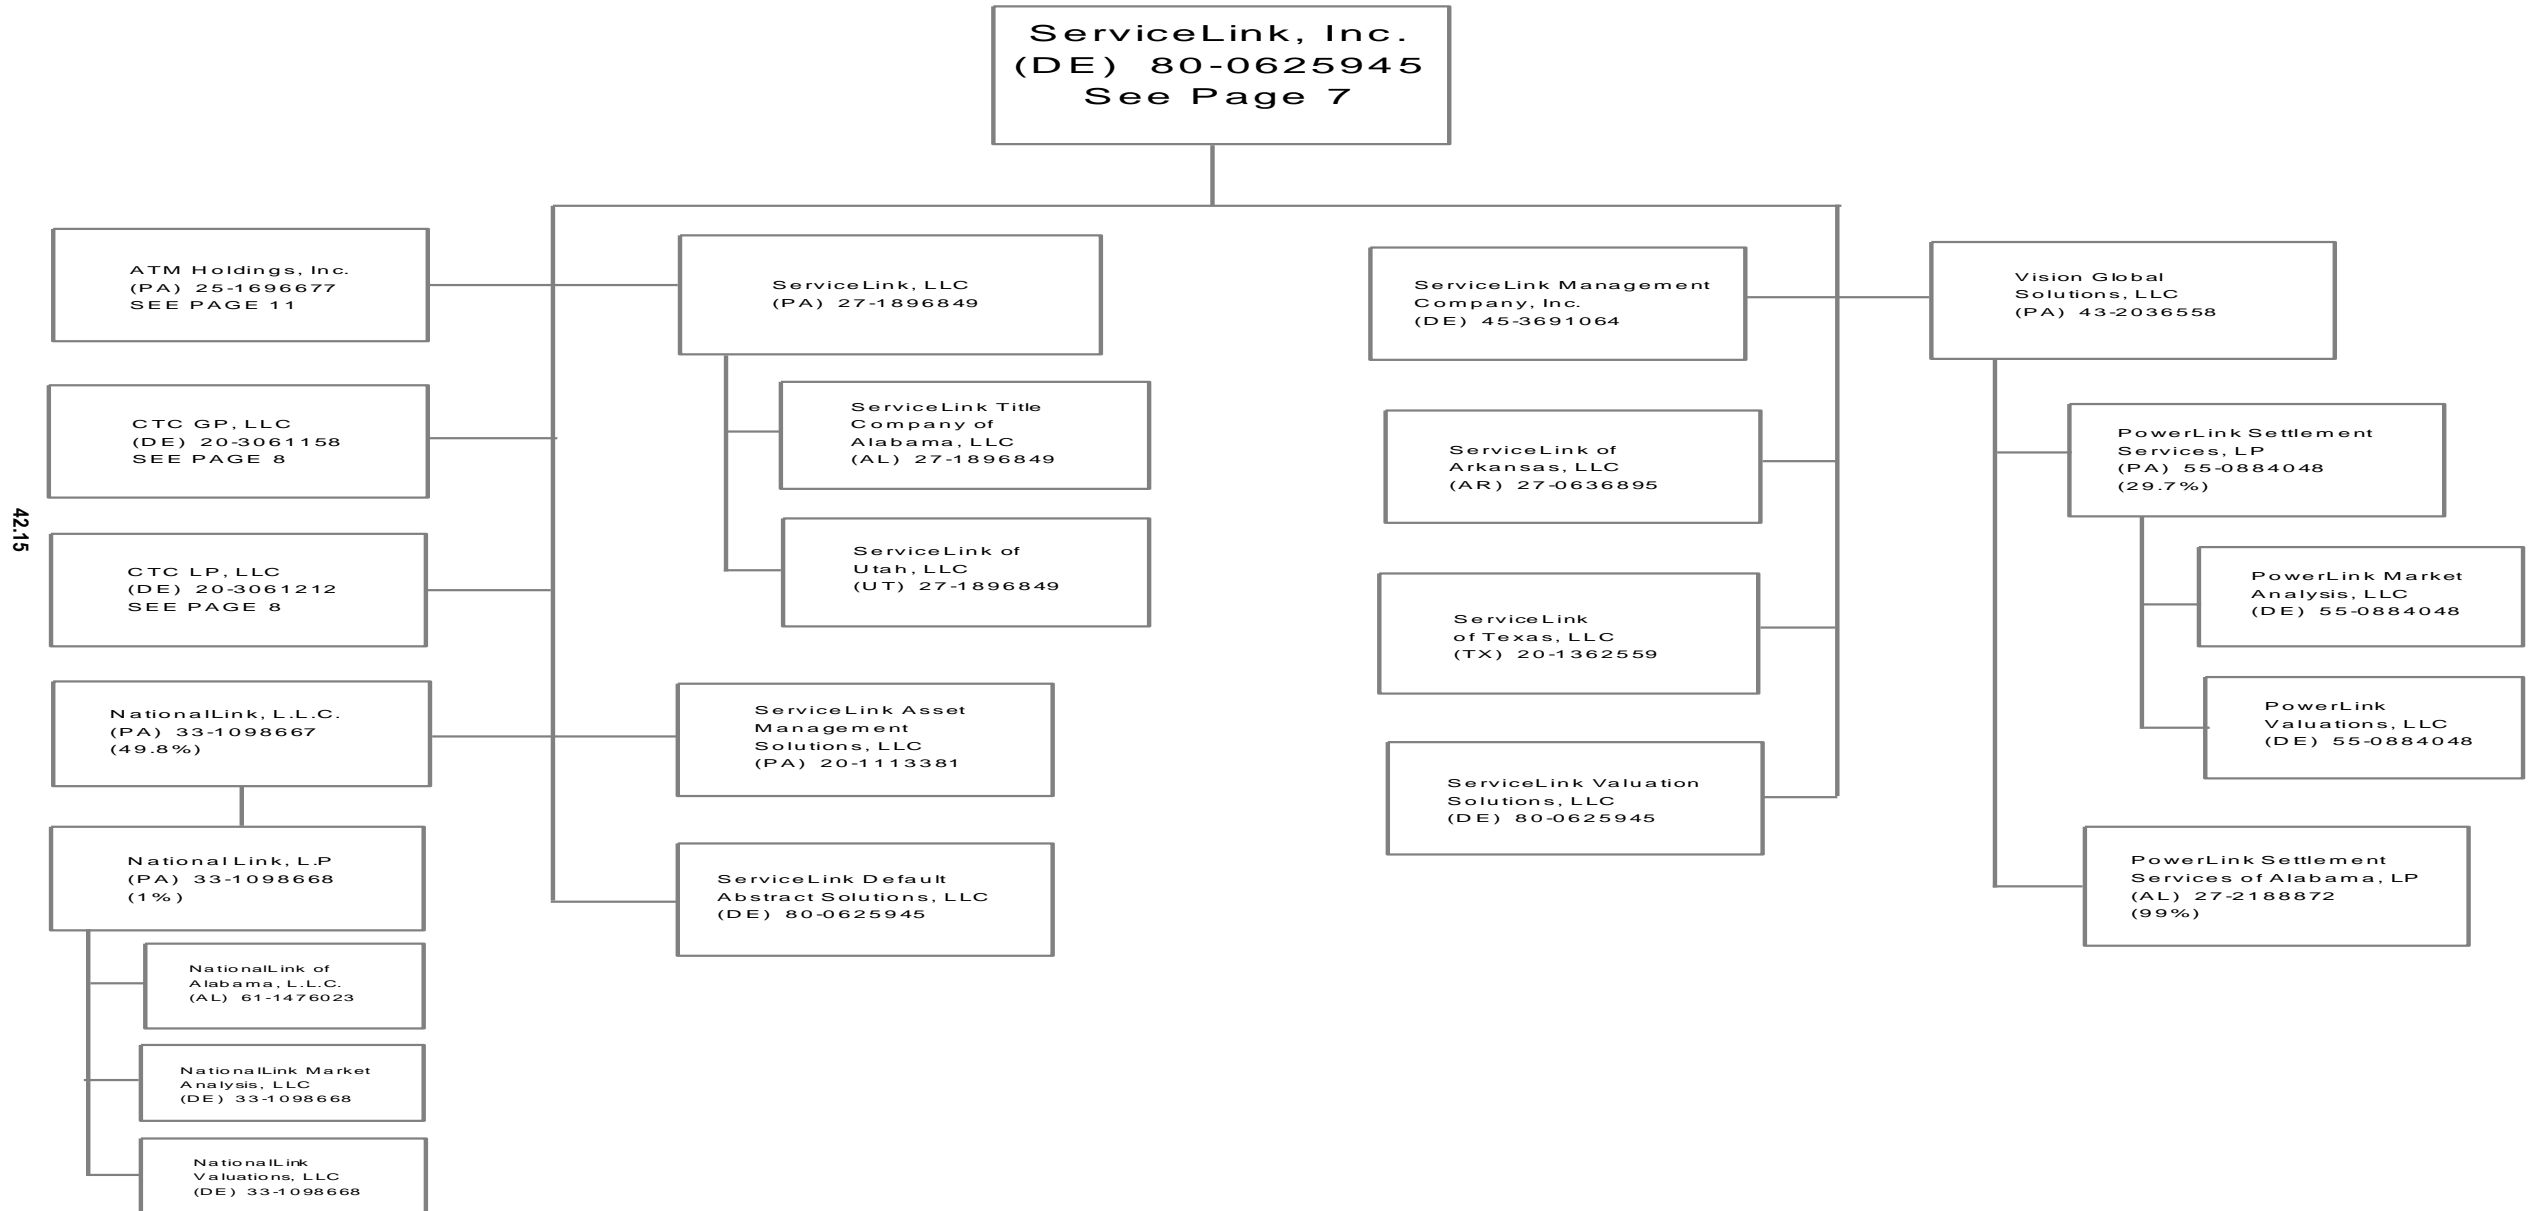 ServiceLink, Inc.
(DE) 80-0625945
See Page 7
ATM Holdings, Inc.
(PA) 25-1696677
SEE PAGE 11
CTC GP, LLC
(DE) 20-3061158
SEE PAGE 8
CTC LP, LLC
(DE) 20-3061212
SEE PAGE 8
NationalLink, L.L.C.
(PA) 33-1098667
(49.8%)
National Link, L.P
(PA) 33-1098668
(1%)
NationalLink of
Alabama, L.L.C.
(AL) 61-1476023
NationalLink Market
Analysis, LLC
(DE) 33-1098668
NationalLink
Valuations, LLC
(DE) 33-1098668
ServiceLink, LLC
(PA) 27-1896849
ServiceLink Title
Company of
Alabama, LLC
(AL) 27-1896849
ServiceLink of
Utah, LLC
(UT) 27-1896849
ServiceLink Asset
Management
Solutions, LLC
(PA) 20-1113381
ServiceLink Default
Abstract Solutions, LLC
(DE) 80-0625945
ServiceLink Management
Company, Inc.
(DE) 45-3691064
ServiceLink of
Arkansas, LLC
(AR) 27-0636895
ServiceLink
of Texas, LLC
(TX) 20-1362559
ServiceLink Valuation
Solutions, LLC
(DE) 80-0625945
Vision Global
Solutions, LLC
(PA) 43-2036558
PowerLink Settlement
Services, LP
(PA) 55-0884048
(29.7%)
PowerLink Market
Analysis, LLC
(DE) 55-0884048
PowerLink
Valuations, LLC
(DE) 55-0884048
PowerLink Settlement
Services of Alabama, LP
(AL) 27-2188872
(99%)
42.15